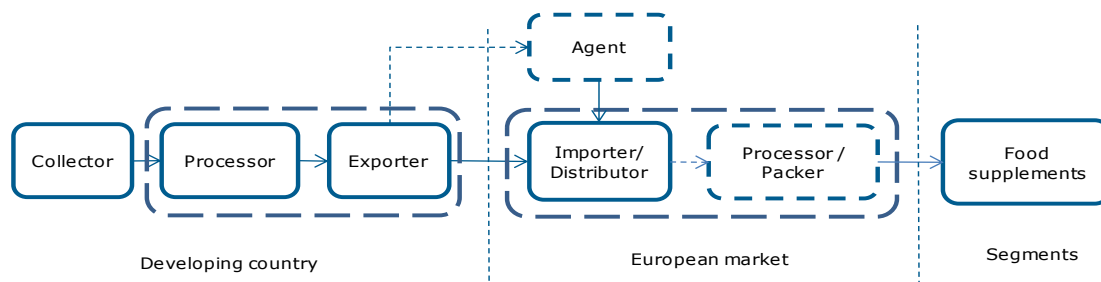 Agent
Collector
Processor
Exporter
Importer/
Distributor
Processor /
Packer
Food
supplements
Developing country
European market
Segments